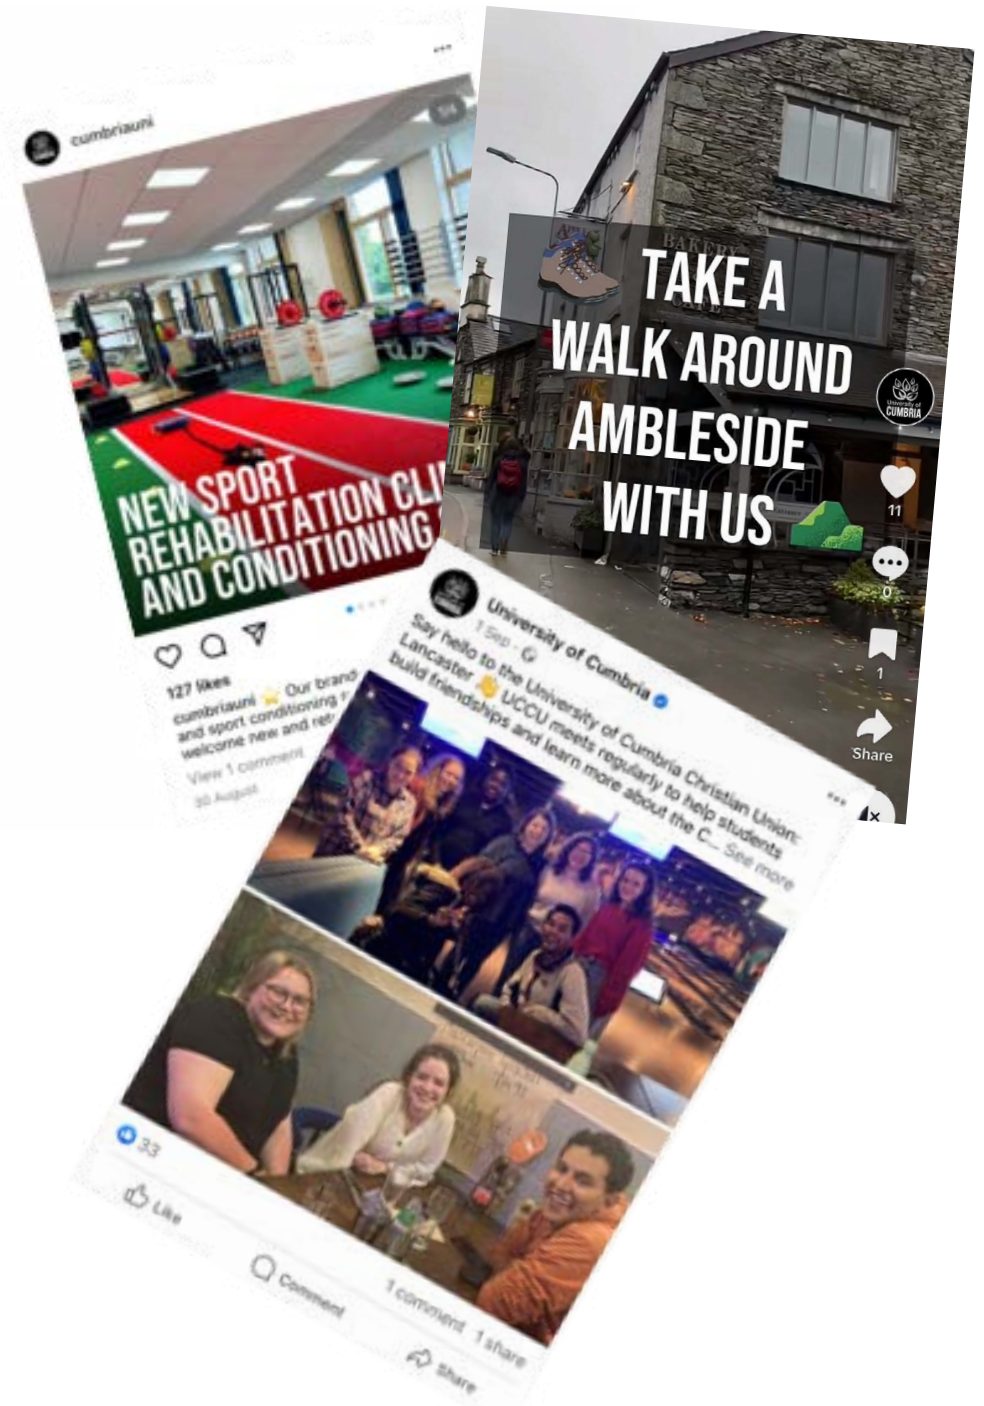 cumbriauni
NEW SPORT
REHABILITATION CLI
AND CONDITIONING
127 likes
cumbriauni ⭐ Our brand
and sport conditioning
welcome new and ret
View 1 comment
30 August
BAKERY
TAKE A
WALK AROUND
AMBLESIDE
WITH US
University of
CUMBRIA
11
0
1
Share
University of Cumbria
1 Sep
Say hello to the University of Cumbria Christian Union:
Lancaster 👋 UCCU meets regularly to help students
build friendships and learn more about the C... See more
33
1 comment 1 share
Like
Comment
Share